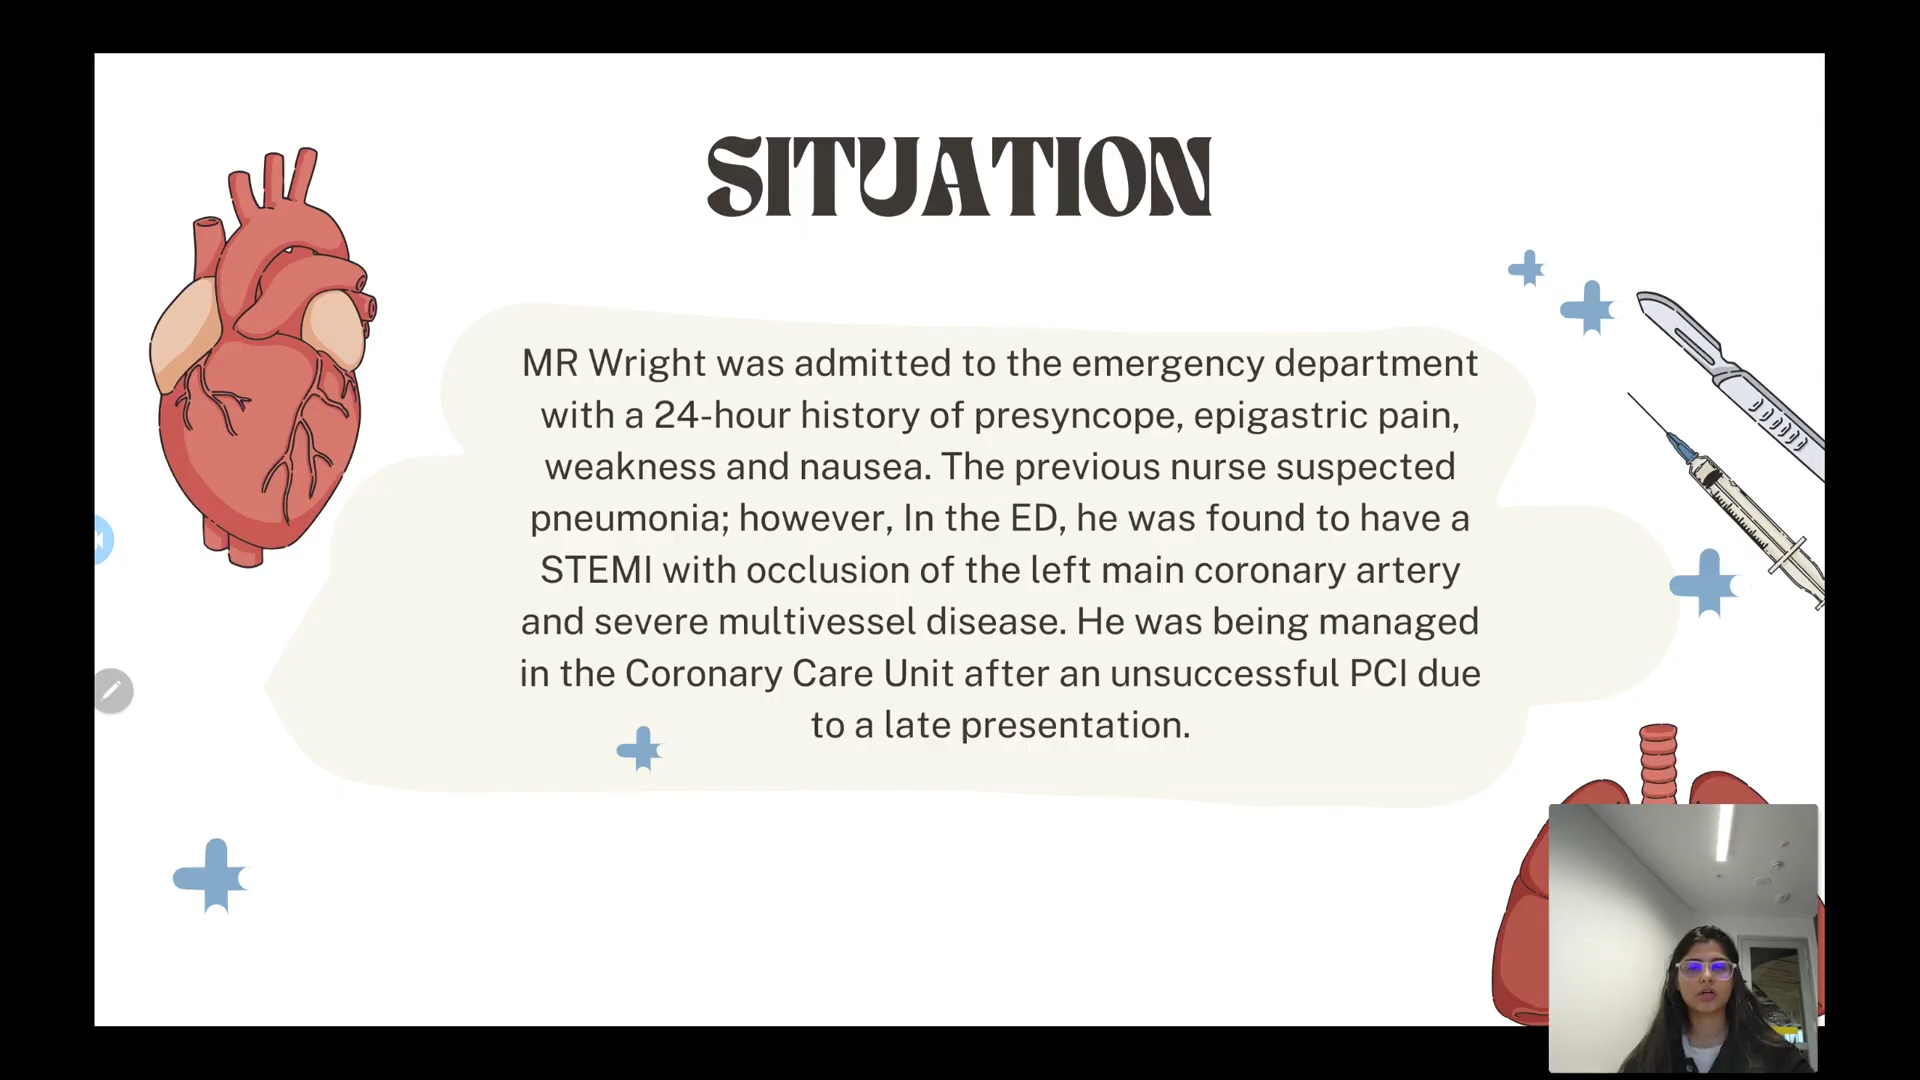 SITUATION
MR Wright was admitted to the emergency department
with a 24-hour history of presyncope, epigastric pain,
weakness and nausea. The previous nurse suspected
pneumonia; however, In the ED, he was found to have a
STEMI with occlusion of the left main coronary artery
and severe multivessel disease. He was being managed
in the Coronary Care Unit after an unsuccessful PCI due
to a late presentation.